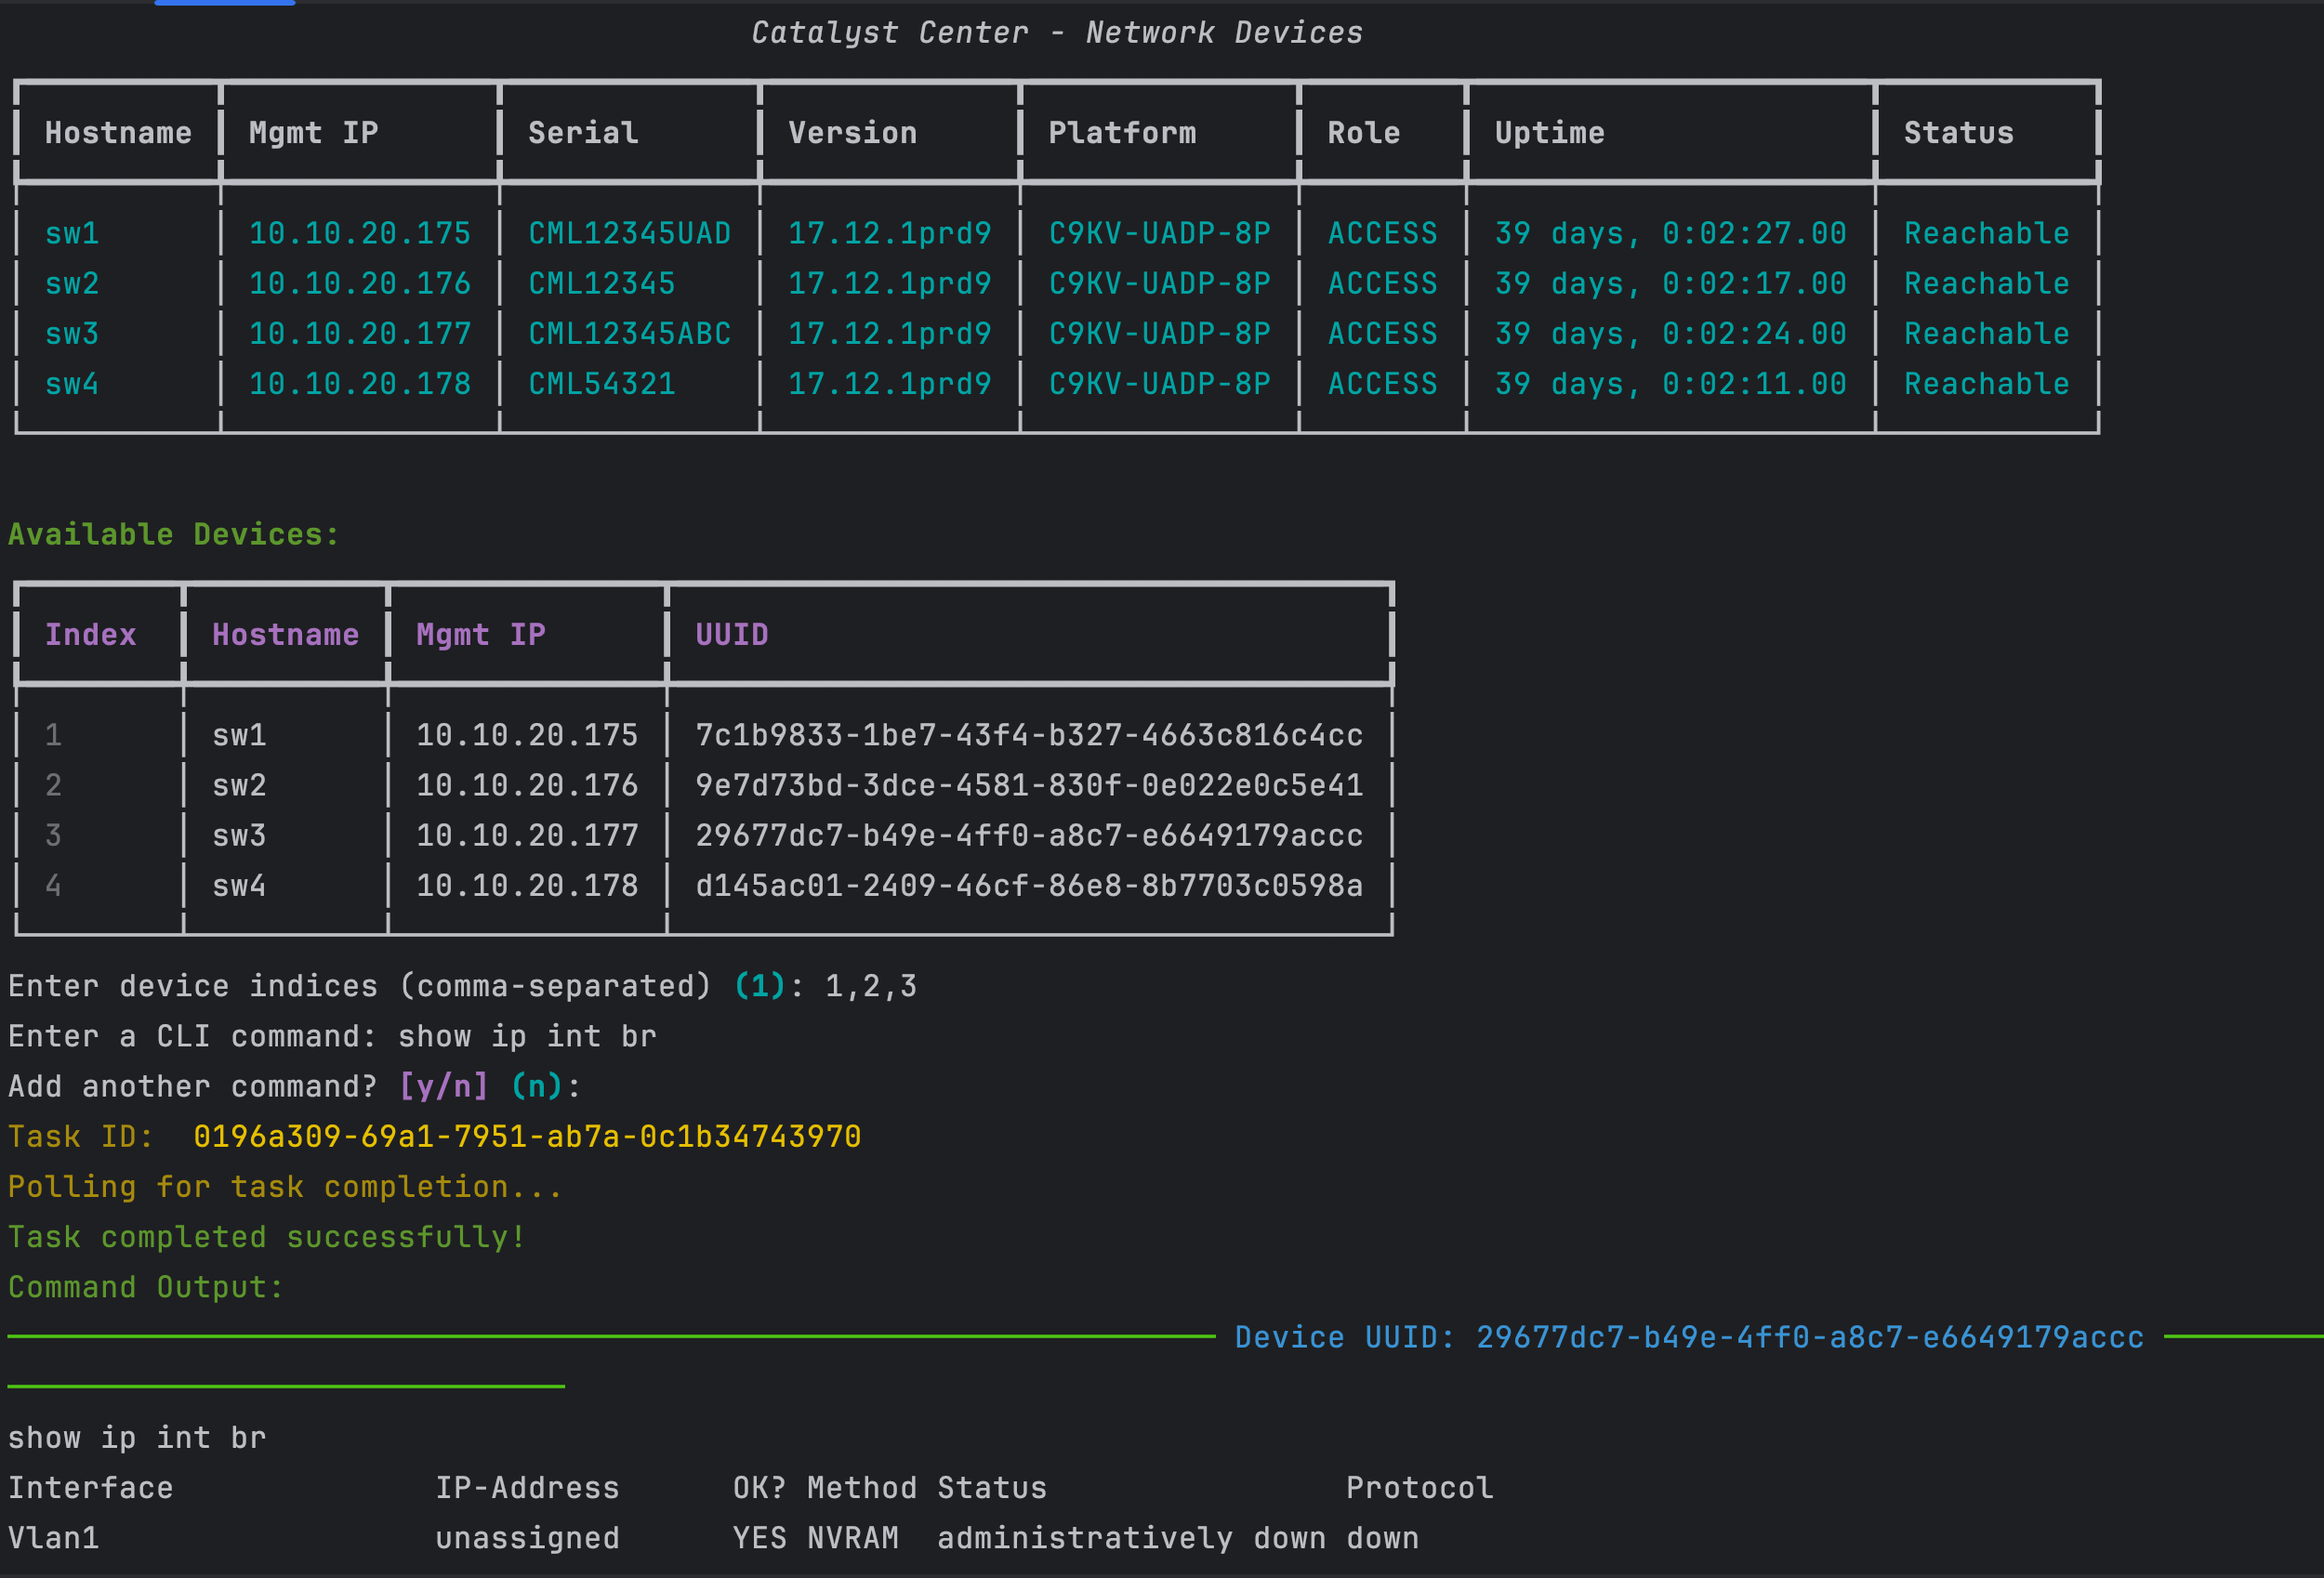 Catalyst Center - Network Devices
Hostname Mgmt IP Serial Version Platform Role Uptime Status
sw1 10.10.20.175 CML12345UAD 17.12.1prd9 C9KV-UADP-8P ACCESS 39 days, 0:02:27.00 Reachable
sw2 10.10.20.176 CML12345 17.12.1prd9 C9KV-UADP-8P ACCESS 39 days, 0:02:17.00 Reachable
sw3 10.10.20.177 CML12345ABC 17.12.1prd9 C9KV-UADP-8P ACCESS 39 days, 0:02:24.00 Reachable
sw4 10.10.20.178 CML54321 17.12.1prd9 C9KV-UADP-8P ACCESS 39 days, 0:02:11.00 Reachable
Available Devices:
Index Hostname Mgmt IP UUID
1 sw1 10.10.20.175 7c1b9833-1be7-43f4-b327-4663c816c4cc
2 sw2 10.10.20.176 9e7d73bd-3dce-4581-830f-0e022e0c5e41
3 sw3 10.10.20.177 29677dc7-b49e-4ff0-a8c7-e6649179accc
4 sw4 10.10.20.178 d145ac01-2409-46cf-86e8-8b7703c0598a
Enter device indices (comma-separated) (1): 1,2,3
Enter a CLI command: show ip int br
Add another command? [y/n] (n):
Task ID: 0196a309-69a1-7951-ab7a-0c1b34743970
Polling for task completion...
Task completed successfully!
Command Output:
Device UUID: 29677dc7-b49e-4ff0-a8c7-e6649179accc
show ip int br
Interface IP-Address OK? Method Status Protocol
Vlan1 unassigned YES NVRAM administratively down down